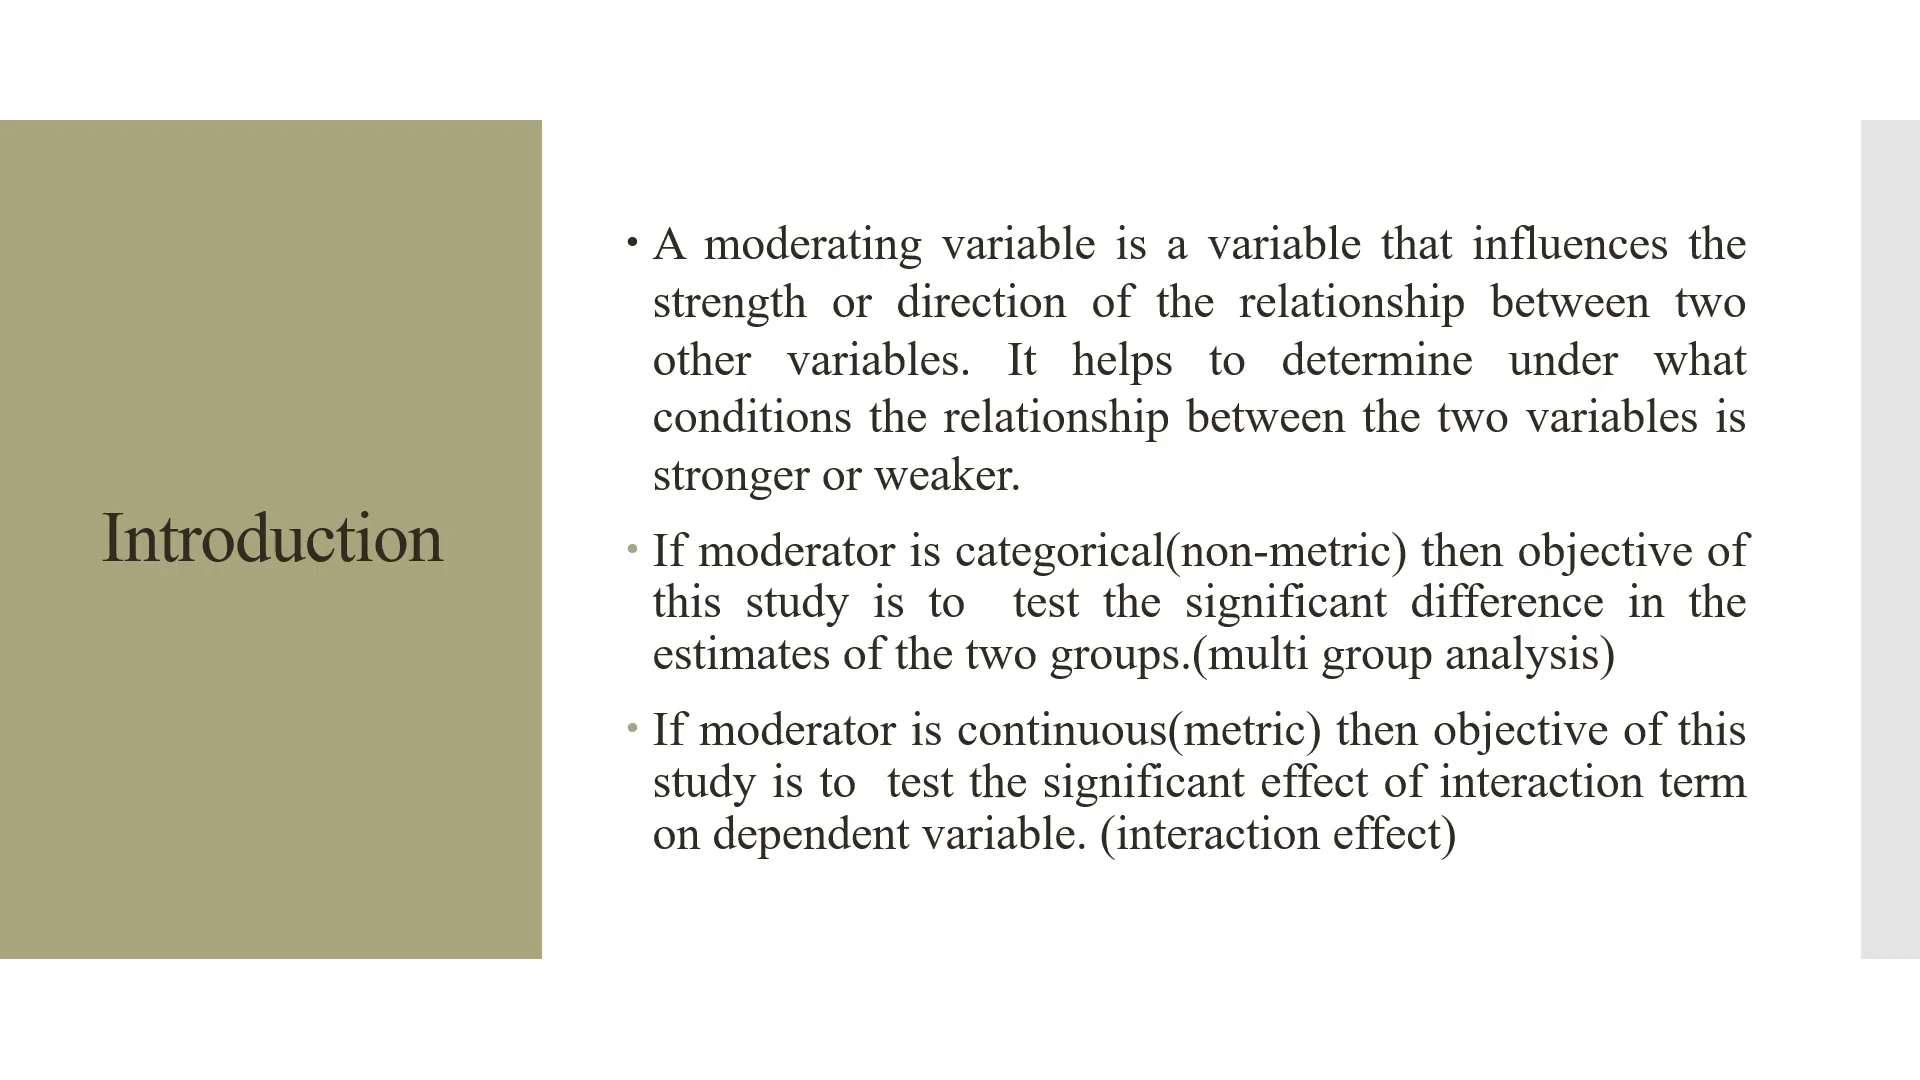 Introduction
• A moderating variable is a variable that influences the
strength or direction of the relationship between two
other variables. It helps to determine under what
conditions the relationship between the two variables is
stronger or weaker.
• If moderator is categorical(non-metric) then objective of
this study is to  test the significant difference in the
estimates of the two groups.(multi group analysis)
• If moderator is continuous(metric) then objective of this
study is to  test the significant effect of interaction term
on dependent variable. (interaction effect)